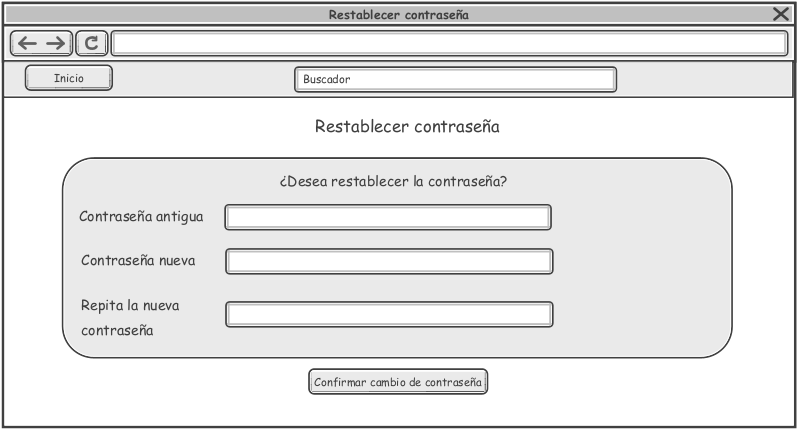 Restablecer contraseña
Inicio
Buscador
Restablecer contraseña
¿Desea restablecer la contraseña?
Contraseña antigua
Contraseña nueva
Repita la nueva
contraseña
Confirmar cambio de contraseña